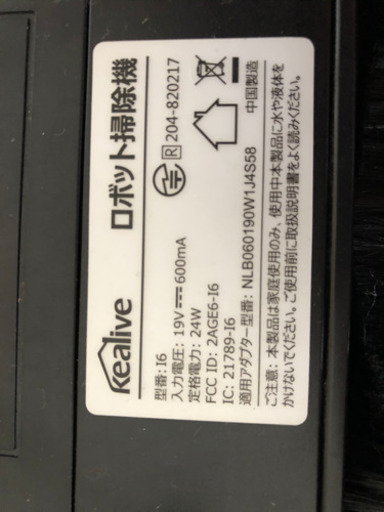 Kealive ロボット掃除機
型番: I6
入力電圧: 19V⎓600mA
定格電力: 24W
FCC ID: 2AGE6-I6
IC: 21789-I6
適用アダプター型番: NLB060190W1J4S58
R 204-820217
中国製造
ご注意: 本製品は家庭使用のみ、使用中本製品に水や液体を
かけないでください。ご使用前に取扱説明書をよく読みください。